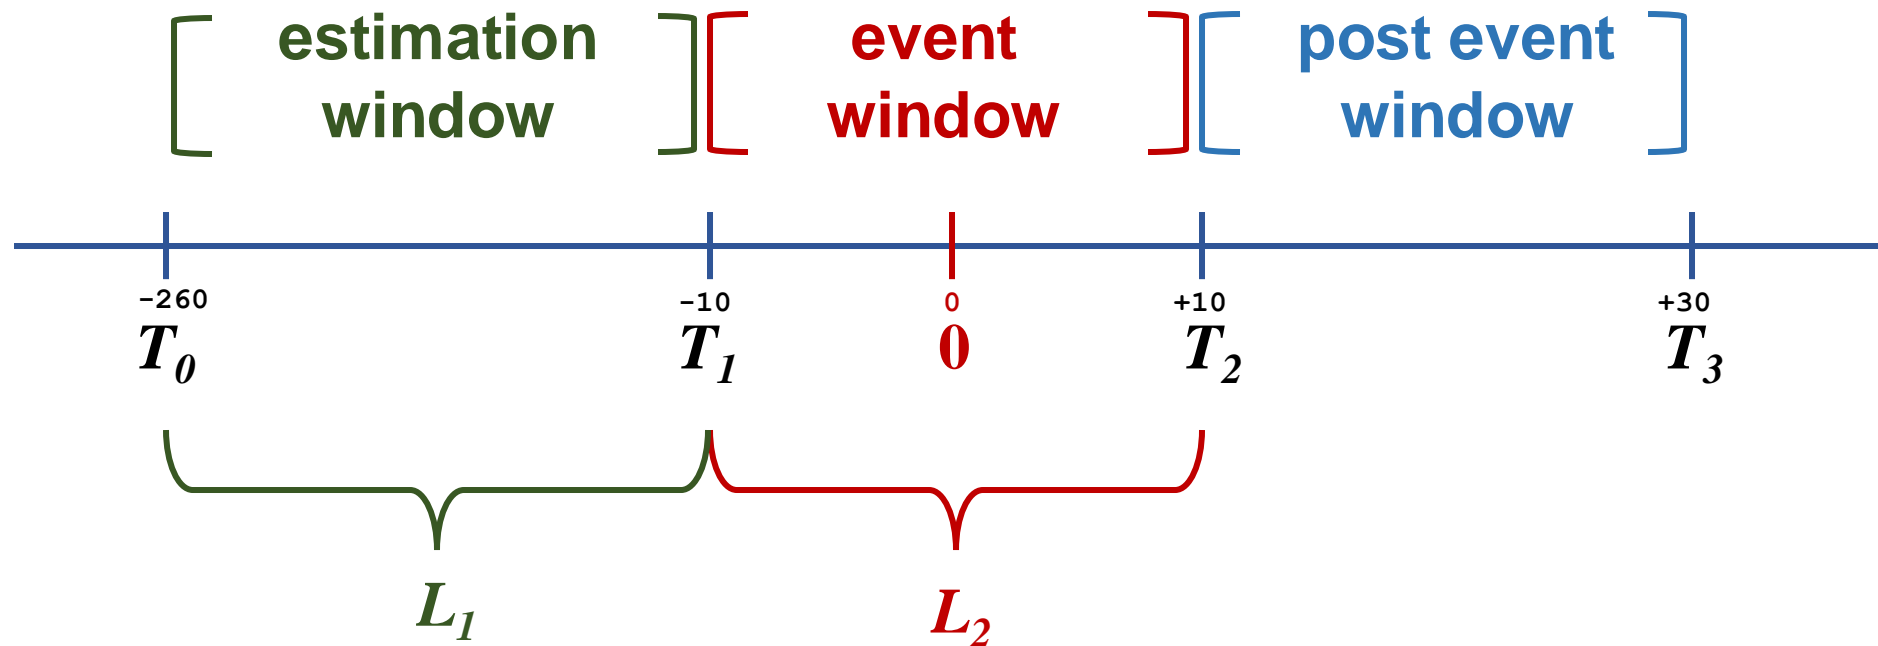 estimation
window
event
window
post event
window
-260
-10
0
+10
+30
T0
T1
0
T2
T3
L1
L2